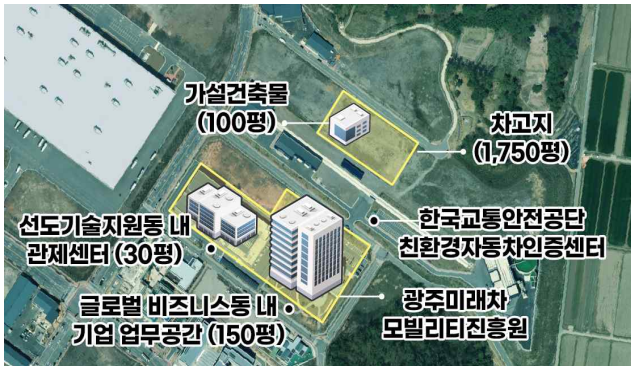 가설건축물
(100평)
차고지
(1,750평)
선도기술지원동 내
관제센터 (30평)
한국교통안전공단
친환경자동차인증센터
글로벌 비즈니스동 내
기업 업무공간 (150평)
광주미래차
모빌리티진흥원